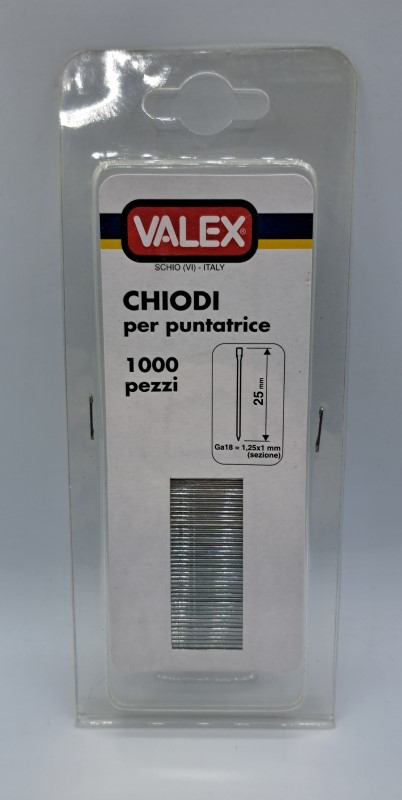 VALEX®
SCHIO (VI) - ITALY
CHIODI
per puntatrice
1000
pezzi
25 mm
Ga18 = 1,25x1 mm
(sezione)